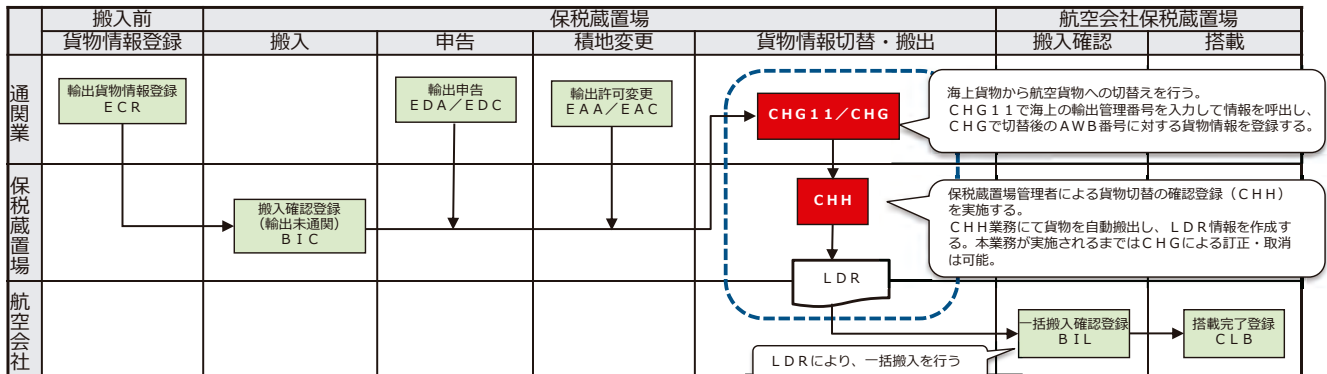 搬入前
保税蔵置場
航空会社保税蔵置場
貨物情報登録
搬入
申告
積地変更
貨物情報切替・搬出
搬入確認
搭載
通関業
輸出貨物情報登録
ECR
輸出申告
EDA/EDC
輸出許可変更
EAA/EAC
CHG11/CHG
海上貨物から航空貨物への切替えを行う。
CHG11で海上の輸出管理番号を入力して情報を呼出し、
CHGで切替後のAWB番号に対する貨物情報を登録する。
保税蔵置場
搬入確認登録
(輸出未通関)
BIC
CHH
保税蔵置場管理者による貨物切替の確認登録(CHH)
を実施する。
CHH業務にて貨物を自動搬出し、LDR情報を作成す
る。本業務が実施されるまではCHGによる訂正・取消
は可能。
LDR
航空会社
一括搬入確認登録
BIL
搭載完了登録
CLB
LDRにより、一括搬入を行う